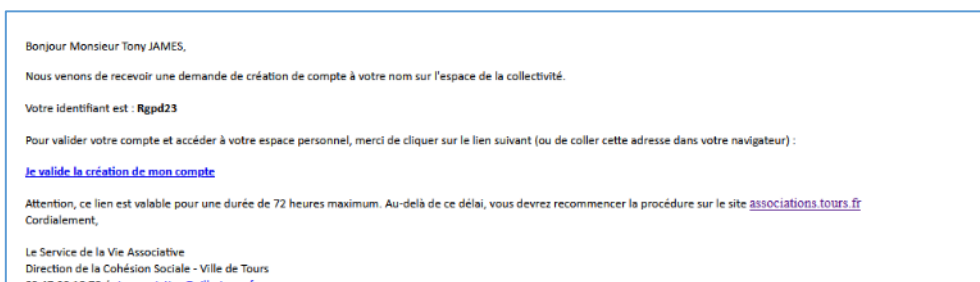 Bonjour Monsieur Tony JAMES,
Nous venons de recevoir une demande de création de compte à votre nom sur l'espace de la collectivité.
Votre identifiant est : Rgpd23
Pour valider votre compte et accéder à votre espace personnel, merci de cliquer sur le lien suivant (ou de coller cette adresse dans votre navigateur) :
Je valide la création de mon compte
Attention, ce lien est valable pour une durée de 72 heures maximum. Au-delà de ce délai, vous devrez recommencer la procédure sur le site associations.tours.fr
Cordialement,
Le Service de la Vie Associative
Direction de la Cohésion Sociale - Ville de Tours